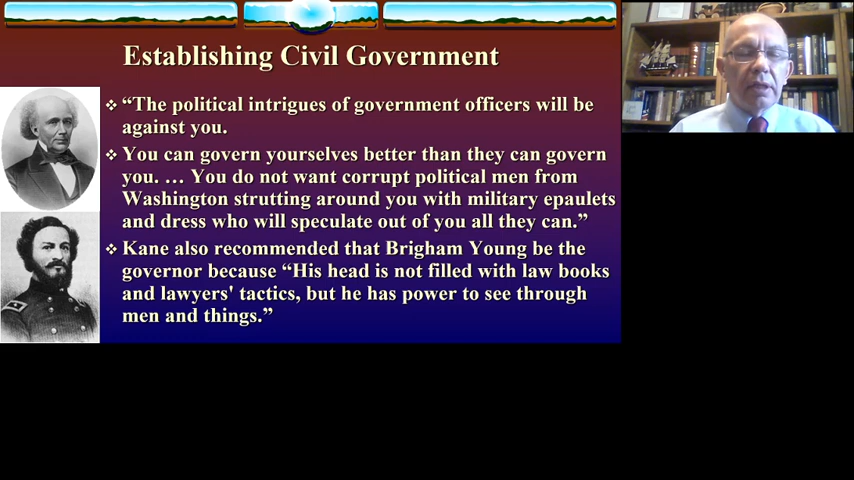 Establishing Civil Government
“The political intrigues of government officers will be
against you.
You can govern yourselves better than they can govern
you. … You do not want corrupt political men from
Washington strutting around you with military epaulets
and dress who will speculate out of you all they can.”
Kane also recommended that Brigham Young be the
governor because “His head is not filled with law books
and lawyers' tactics, but he has power to see through
men and things.”